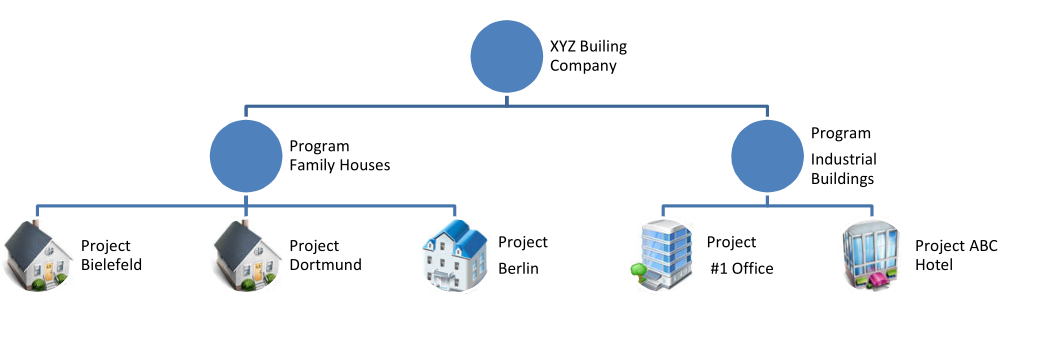 XYZ Builing
Company
Program
Family Houses
Program
Industrial
Buildings
Project
Bielefeld
Project
Dortmund
Project
Berlin
Project
#1 Office
Project ABC
Hotel